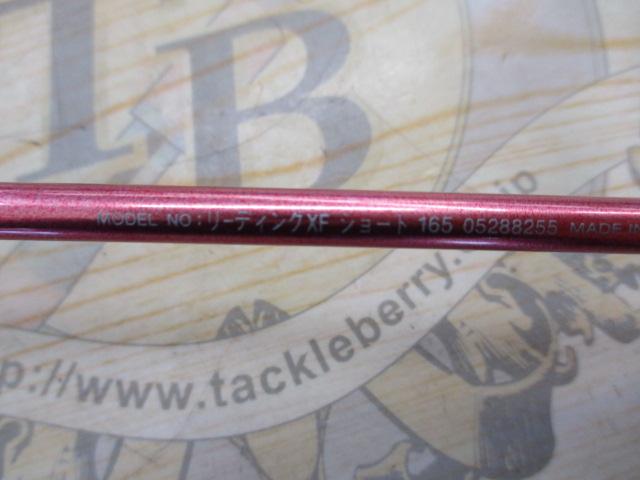 TB
MODEL NO:リーディングXF ショート 165 05288255 MADE IN
p://www.tackleberry.co.jp